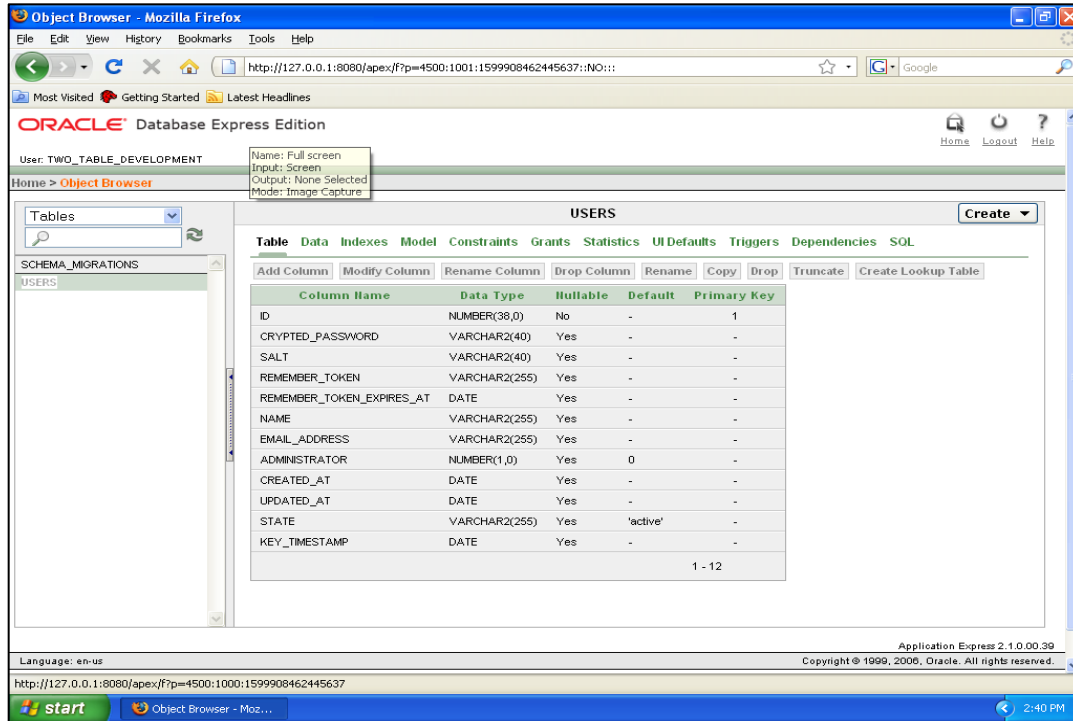 Object Browser - Mozilla Firefox
File Edit View History Bookmarks Tools Help
http://127.0.0.1:8080/apex/f?p=4500:1001:1599908462445637::NO::: Google
Most Visited Getting Started Latest Headlines
ORACLE Database Express Edition
Home Logout Help
User: TWO_TABLE_DEVELOPMENT
Name: Full screen
Input: Screen
Output: None Selected
Mode: Image Capture
Home > Object Browser
Tables
USERS
Create
Table Data Indexes Model Constraints Grants Statistics UI Defaults Triggers Dependencies SQL
SCHEMA_MIGRATIONS
USERS
Add Column Modify Column Rename Column Drop Column Rename Copy Drop Truncate Create Lookup Table
Column Name Data Type Nullable Default Primary Key
ID NUMBER(38,0) No - 1
CRYPTED_PASSWORD VARCHAR2(40) Yes - -
SALT VARCHAR2(40) Yes - -
REMEMBER_TOKEN VARCHAR2(255) Yes - -
REMEMBER_TOKEN_EXPIRES_AT DATE Yes - -
NAME VARCHAR2(255) Yes - -
EMAIL_ADDRESS VARCHAR2(255) Yes - -
ADMINISTRATOR NUMBER(1,0) Yes 0 -
CREATED_AT DATE Yes - -
UPDATED_AT DATE Yes - -
STATE VARCHAR2(255) Yes 'active' -
KEY_TIMESTAMP DATE Yes - -
1 - 12
Application Express 2.1.0.00.39
Language: en-us Copyright © 1999, 2006, Oracle. All rights reserved.
http://127.0.0.1:8080/apex/f?p=4500:1000:1599908462445637
start Object Browser - Moz... 2:40 PM